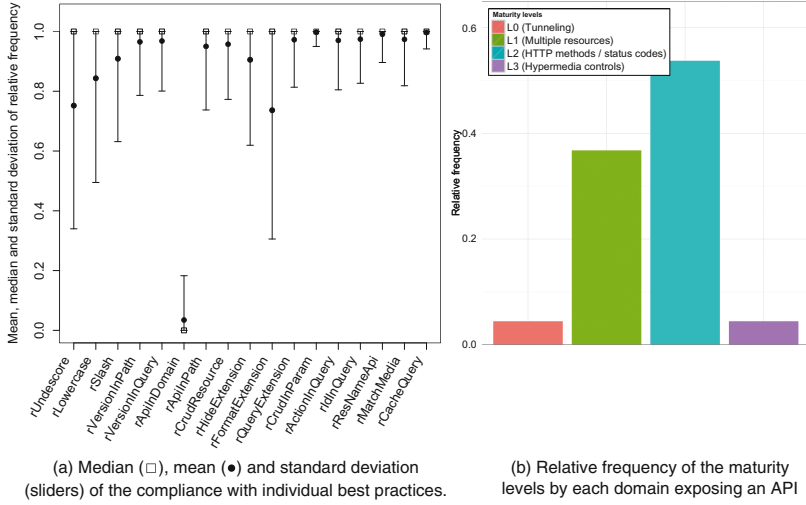 Mean, median and standard deviation of relative frequency
1.0
0.8
0.6
0.4
0.2
0.0
rUndescore
rLowercase
rSlash
rVersionInPath
rVersionInQuery
rApiInDomain
rApiInPath
rCrudResource
rHideExtension
rFormatExtension
rQueryExtension
rCrudInParam
rActionInQuery
rIdInQuery
rResNameApi
rMatchMedia
rCacheQuery
(a) Median (□), mean (●) and standard deviation
(sliders) of the compliance with individual best practices.
Maturity levels
L0 (Tunneling)
L1 (Multiple resources)
L2 (HTTP methods / status codes)
L3 (Hypermedia controls)
Relative frequency
0.6
0.4
0.2
0.0
(b) Relative frequency of the maturity
levels by each domain exposing an API